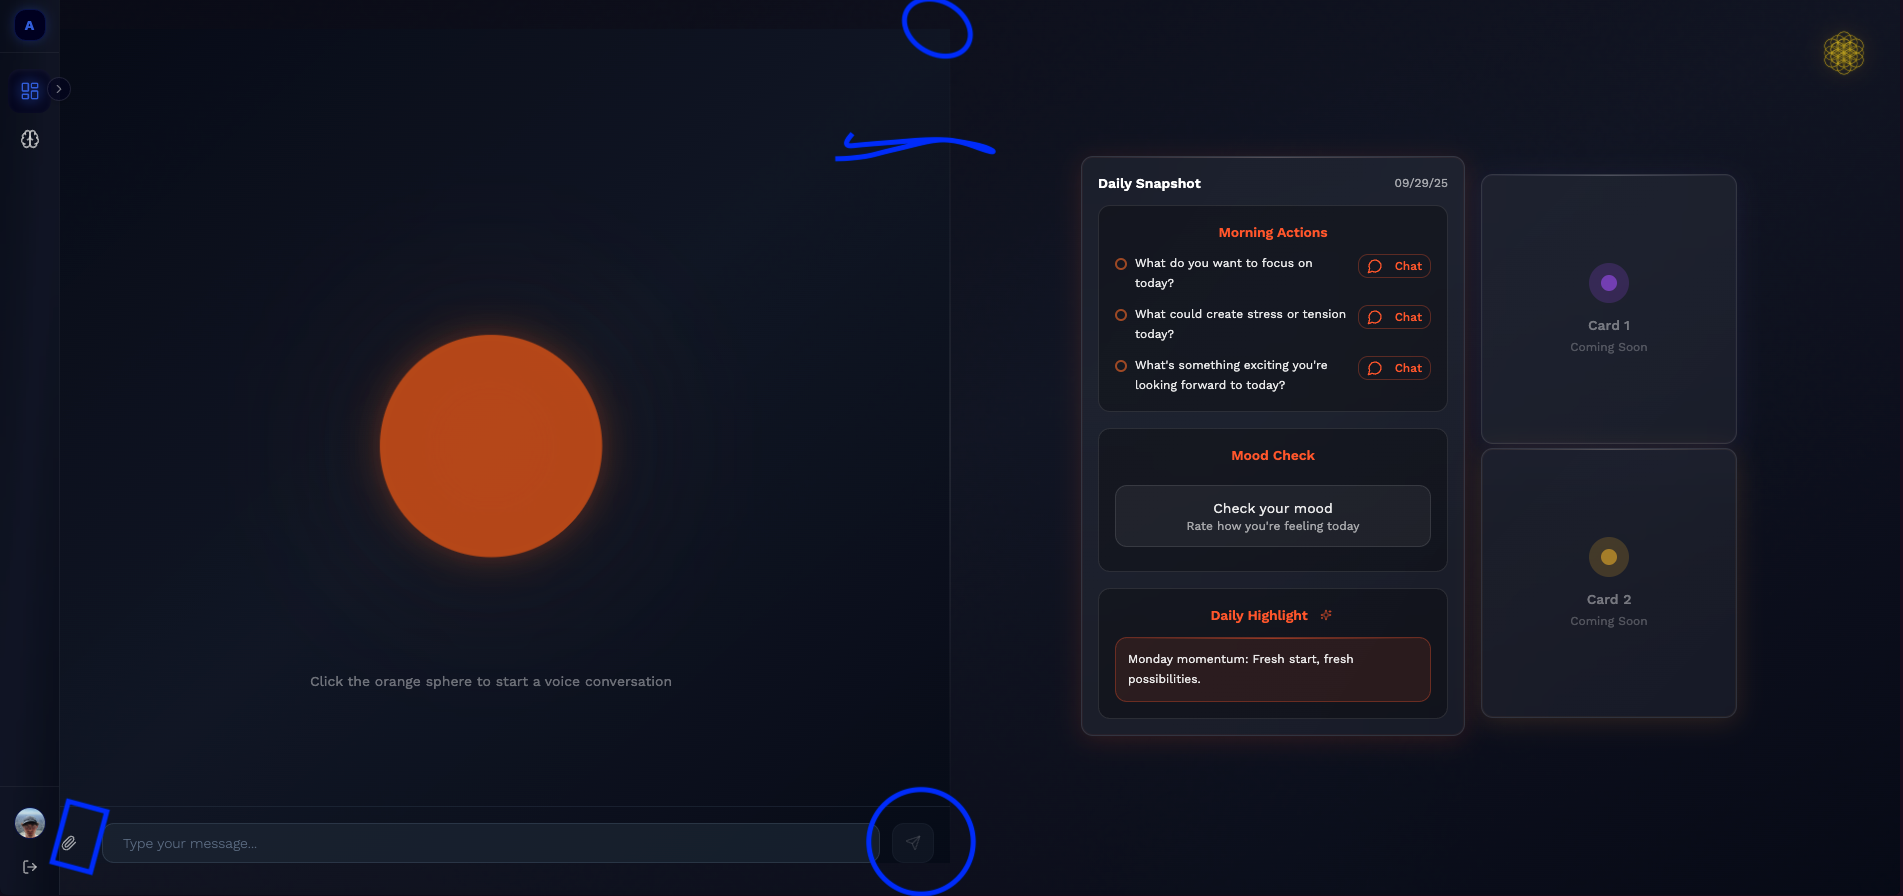 A
Daily Snapshot
09/29/25
Morning Actions
What do you want to focus on
today?
Chat
What could create stress or tension
today?
Chat
What's something exciting you're
looking forward to today?
Chat
Mood Check
Check your mood
Rate how you're feeling today
Daily Highlight
Monday momentum: Fresh start, fresh
possibilities.
Card 1
Coming Soon
Card 2
Coming Soon
Click the orange sphere to start a voice conversation
Type your message...